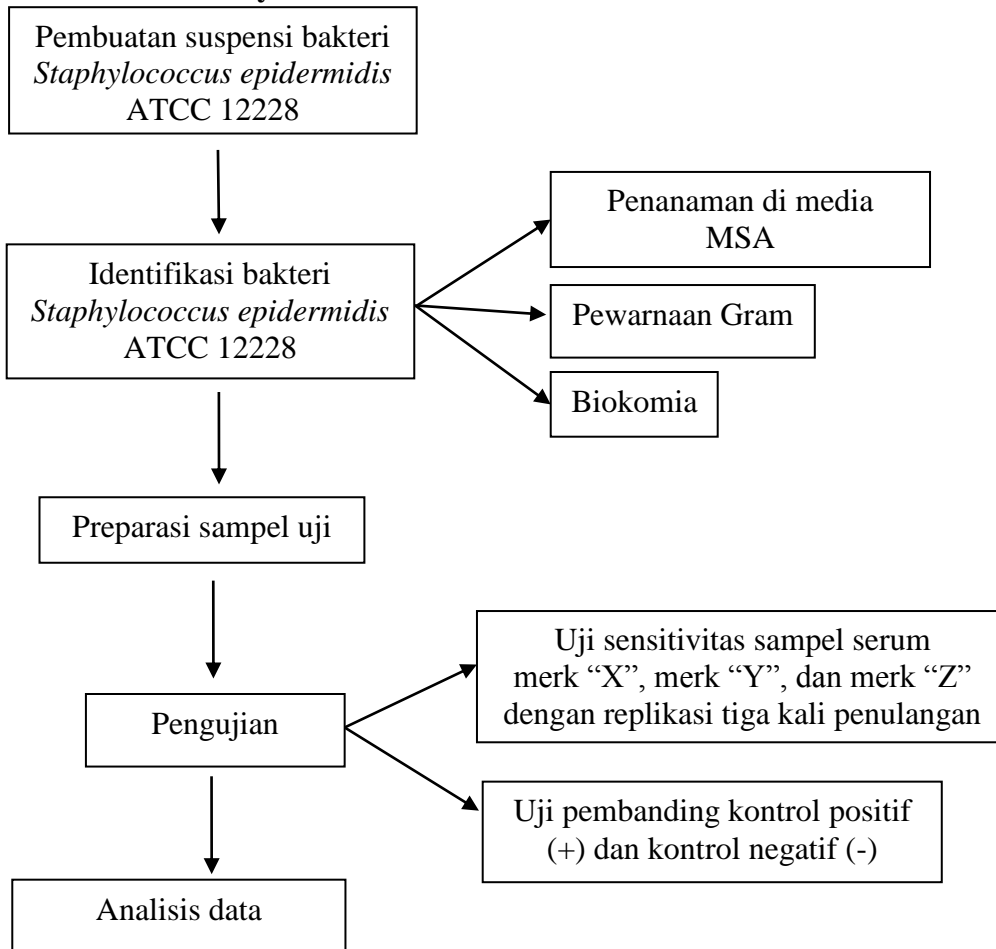 Pembuatan suspensi bakteri
Staphylococcus epidermidis
ATCC 12228
Penanaman di media
MSA
Identifikasi bakteri
Staphylococcus epidermidis
ATCC 12228
Pewarnaan Gram
Biokomia
Preparasi sampel uji
Uji sensitivitas sampel serum
merk “X”, merk “Y”, dan merk “Z”
dengan replikasi tiga kali penulangan
Pengujian
Uji pembanding kontrol positif
(+) dan kontrol negatif (-)
Analisis data